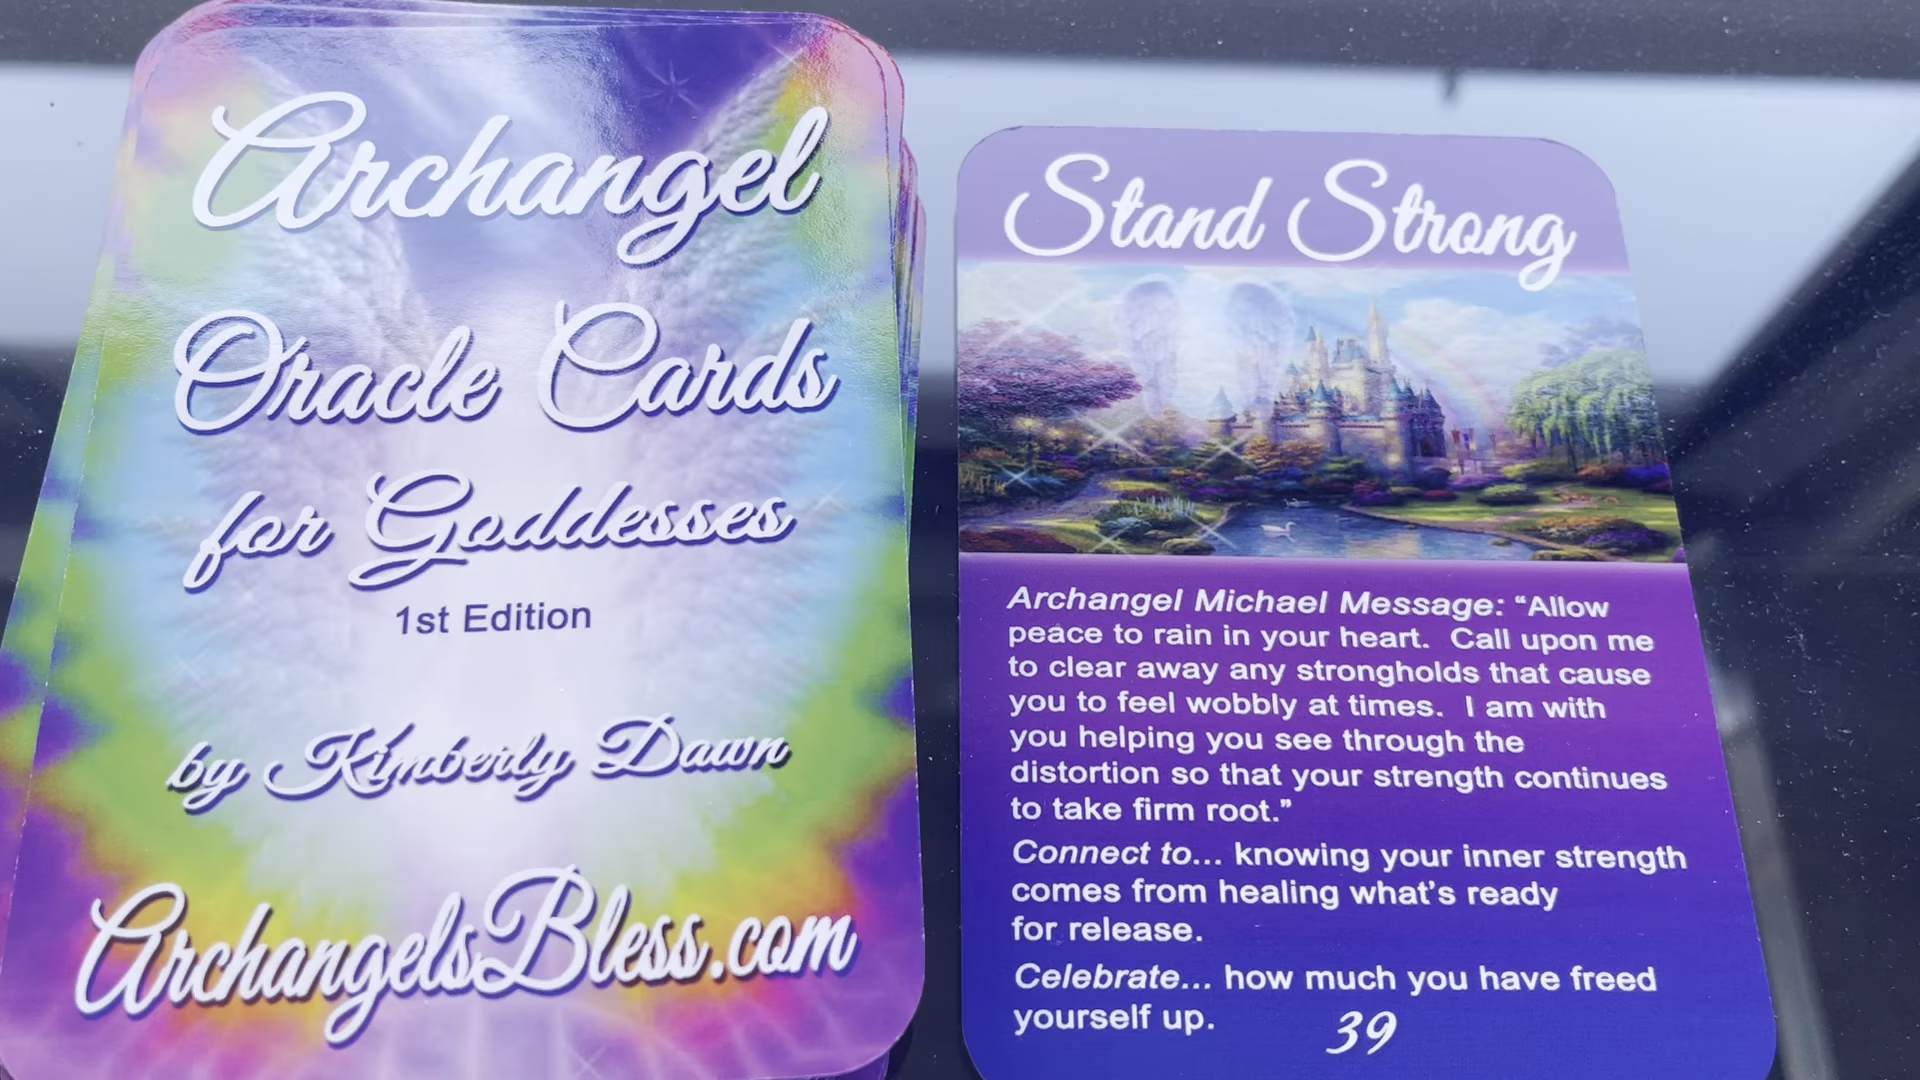 Archangel
Oracle Cards
for Goddesses
1st Edition
by Kimberly Dawn
ArchangelsBless.com
Stand Strong
Archangel Michael Message: “Allow
peace to rain in your heart.  Call upon me
to clear away any strongholds that cause
you to feel wobbly at times.  I am with
you helping you see through the
distortion so that your strength continues
to take firm root.”
Connect to... knowing your inner strength
comes from healing what’s ready
for release.
Celebrate... how much you have freed
yourself up.
39